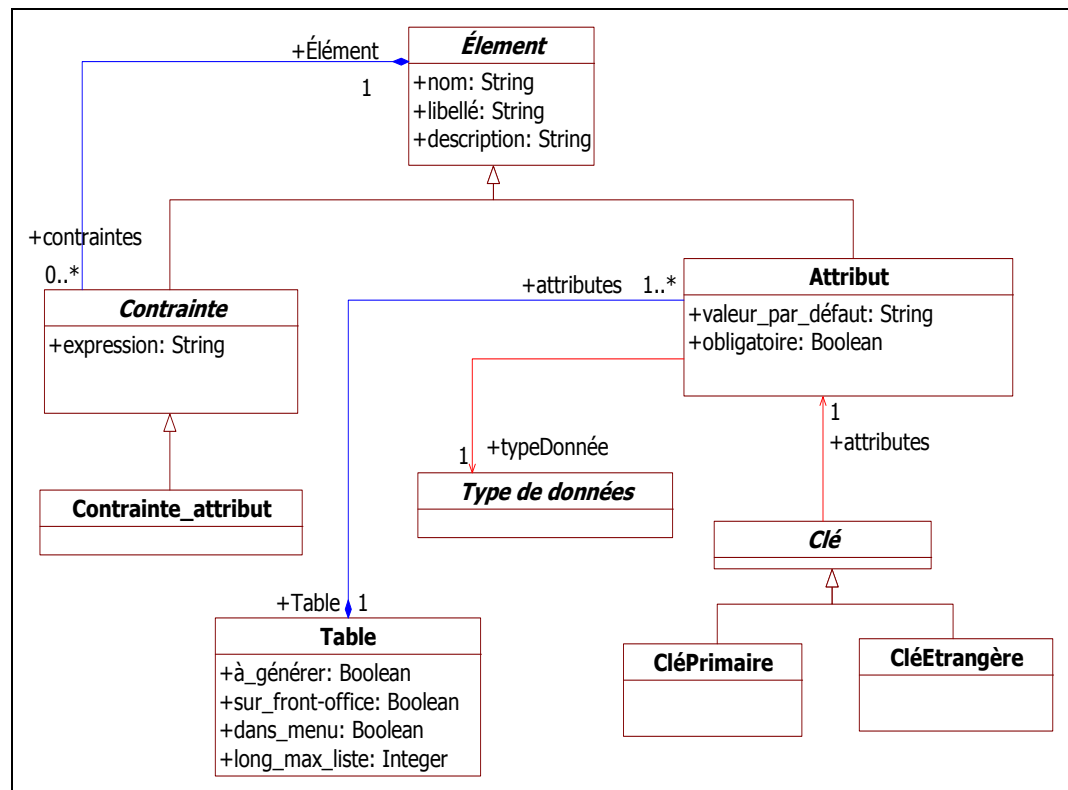 Élement
+nom: String
+libellé: String
+description: String
+Élément
1
+contraintes
0..*
Contrainte
+expression: String
Contrainte_attribut
+attributes 1..*
Attribut
+valeur_par_défaut: String
+obligatoire: Boolean
1
+attributes
1 +typeDonnée
Type de données
Clé
CléPrimaire
CléEtrangère
+Table 1
Table
+à_générer: Boolean
+sur_front-office: Boolean
+dans_menu: Boolean
+long_max_liste: Integer